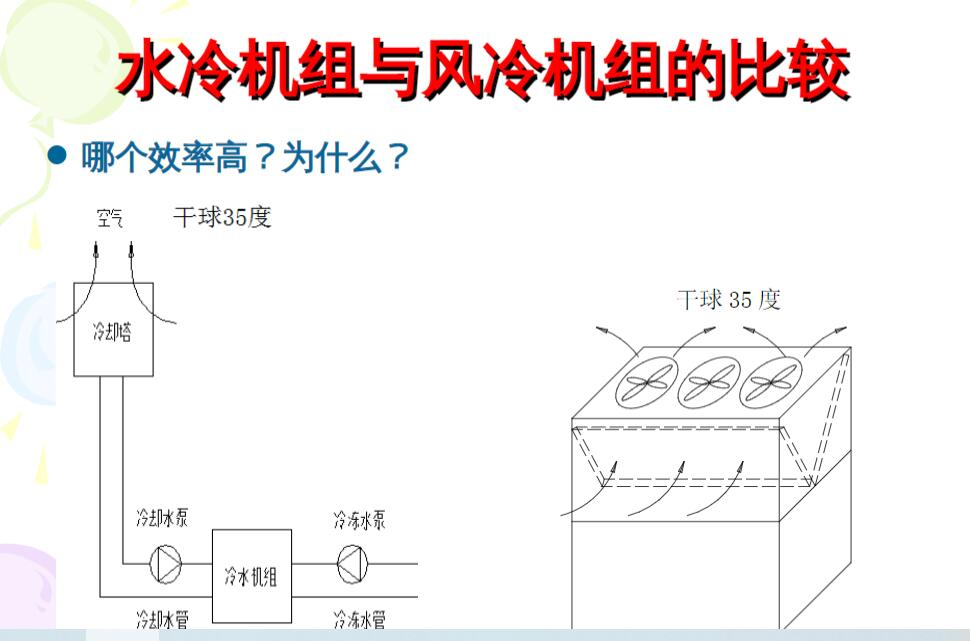 水冷机组与风冷机组的比较
哪个效率高？为什么？
空气
干球35度
干球 35 度
冷却塔
冷却水泵
冷冻水泵
冷水机组
冷却水管
冷冻水管